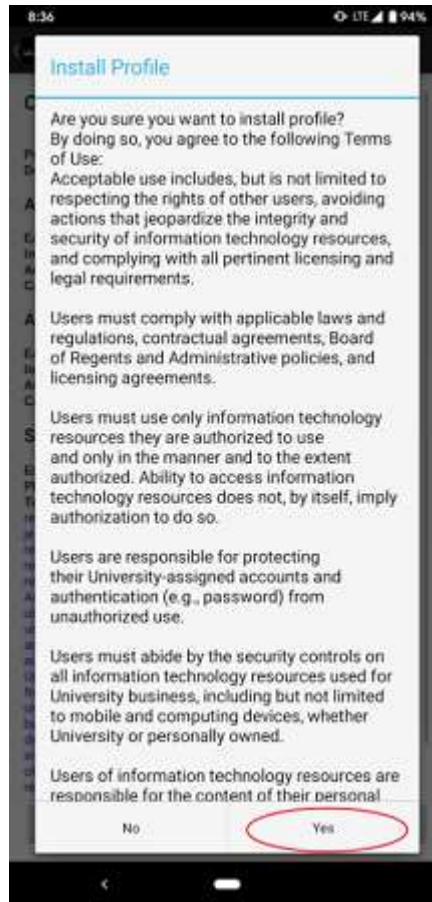 8:36
LTE 94%
Install Profile
Are you sure you want to install profile?
By doing so, you agree to the following Terms
of Use:
Acceptable use includes, but is not limited to
respecting the rights of other users, avoiding
actions that jeopardize the integrity and
security of information technology resources,
and complying with all pertinent licensing and
legal requirements.
Users must comply with applicable laws and
regulations, contractual agreements, Board
of Regents and Administrative policies, and
licensing agreements.
Users must use only information technology
resources they are authorized to use
and only in the manner and to the extent
authorized. Ability to access information
technology resources does not, by itself, imply
authorization to do so.
Users are responsible for protecting
their University-assigned accounts and
authentication (e.g., password) from
unauthorized use.
Users must abide by the security controls on
all information technology resources used for
University business, including but not limited
to mobile and computing devices, whether
University or personally owned.
Users of information technology resources are
responsible for the content of their personal
No
Yes